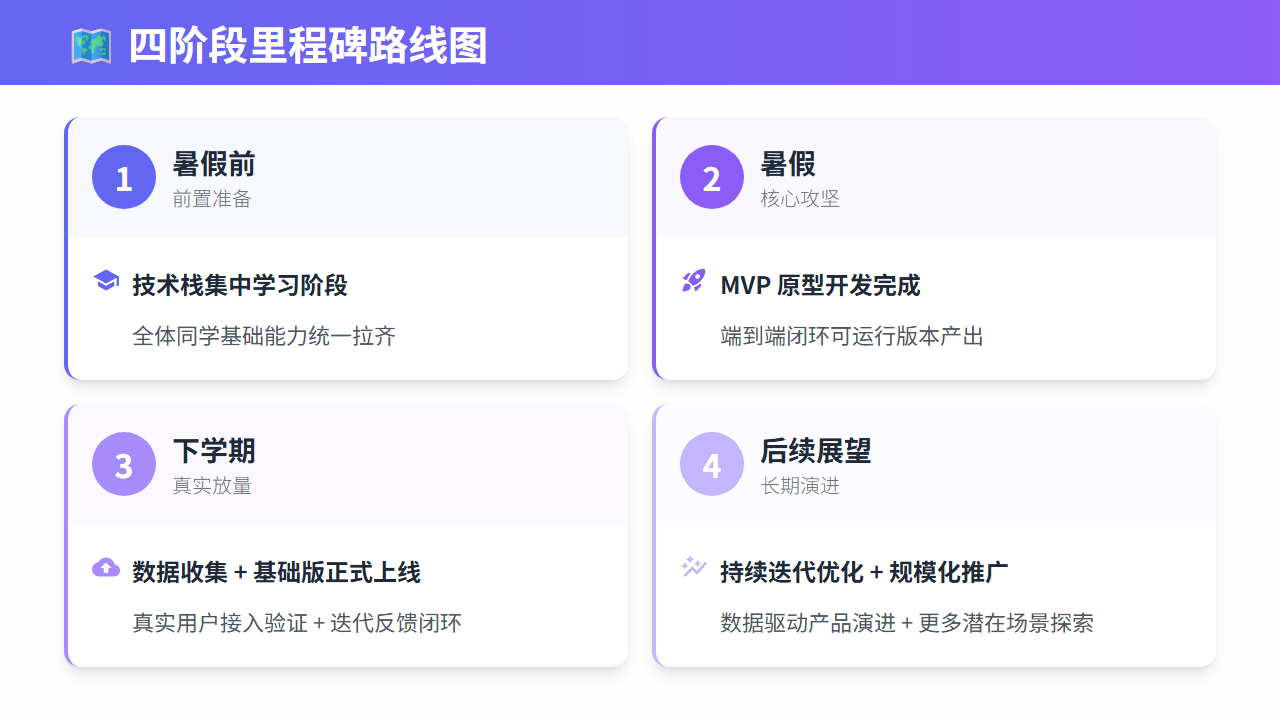 四阶段里程碑路线图
1
暑假前
前置准备
技术栈集中学习阶段
全体同学基础能力统一拉齐
2
暑假
核心攻坚
MVP 原型开发完成
端到端闭环可运行版本产出
3
下学期
真实放量
数据收集 + 基础版正式上线
真实用户接入验证 + 迭代反馈闭环
4
后续展望
长期演进
持续迭代优化 + 规模化推广
数据驱动产品演进 + 更多潜在场景探索